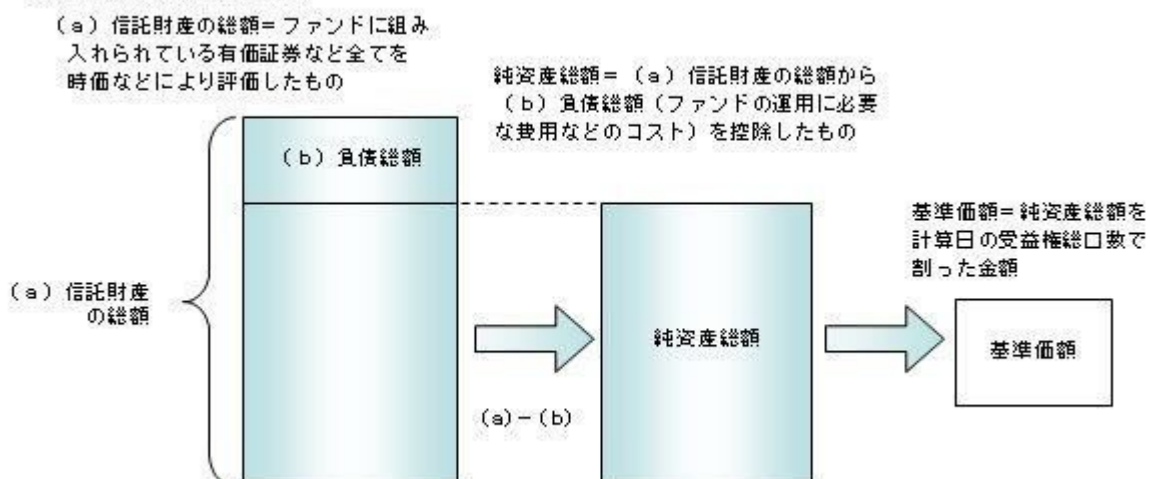 (a)信託財産の総額=ファンドに組み
入れられている有価証券など全てを
時価などにより評価したもの
純資産総額=(a)信託財産の総額から
(b)負債総額(ファンドの運用に必要
な費用などのコスト)を控除したもの
(b)負債総額
基準価額=純資産総額を
計算日の受益権総口数で
割った金額
(a)信託財産
の総額
純資産総額
基準価額
(a)-(b)